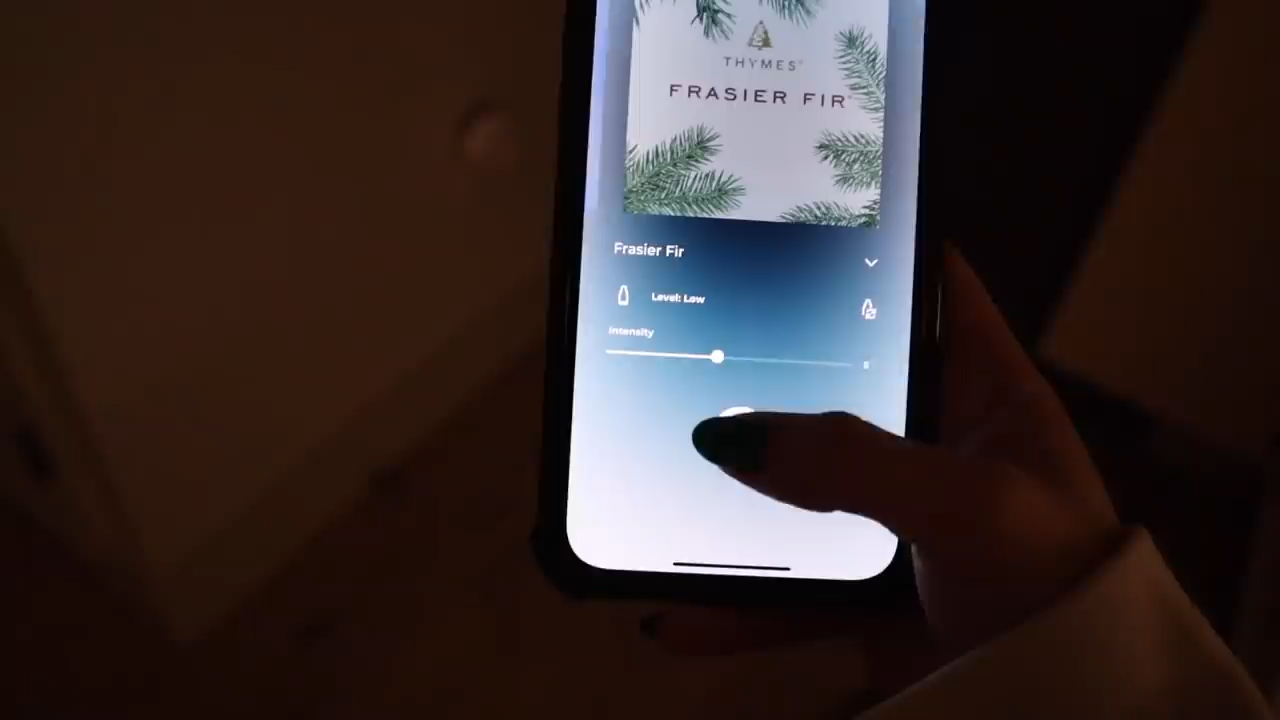 THYMES®
FRASIER FIR®
Frasier Fir
Level: Low
Intensity